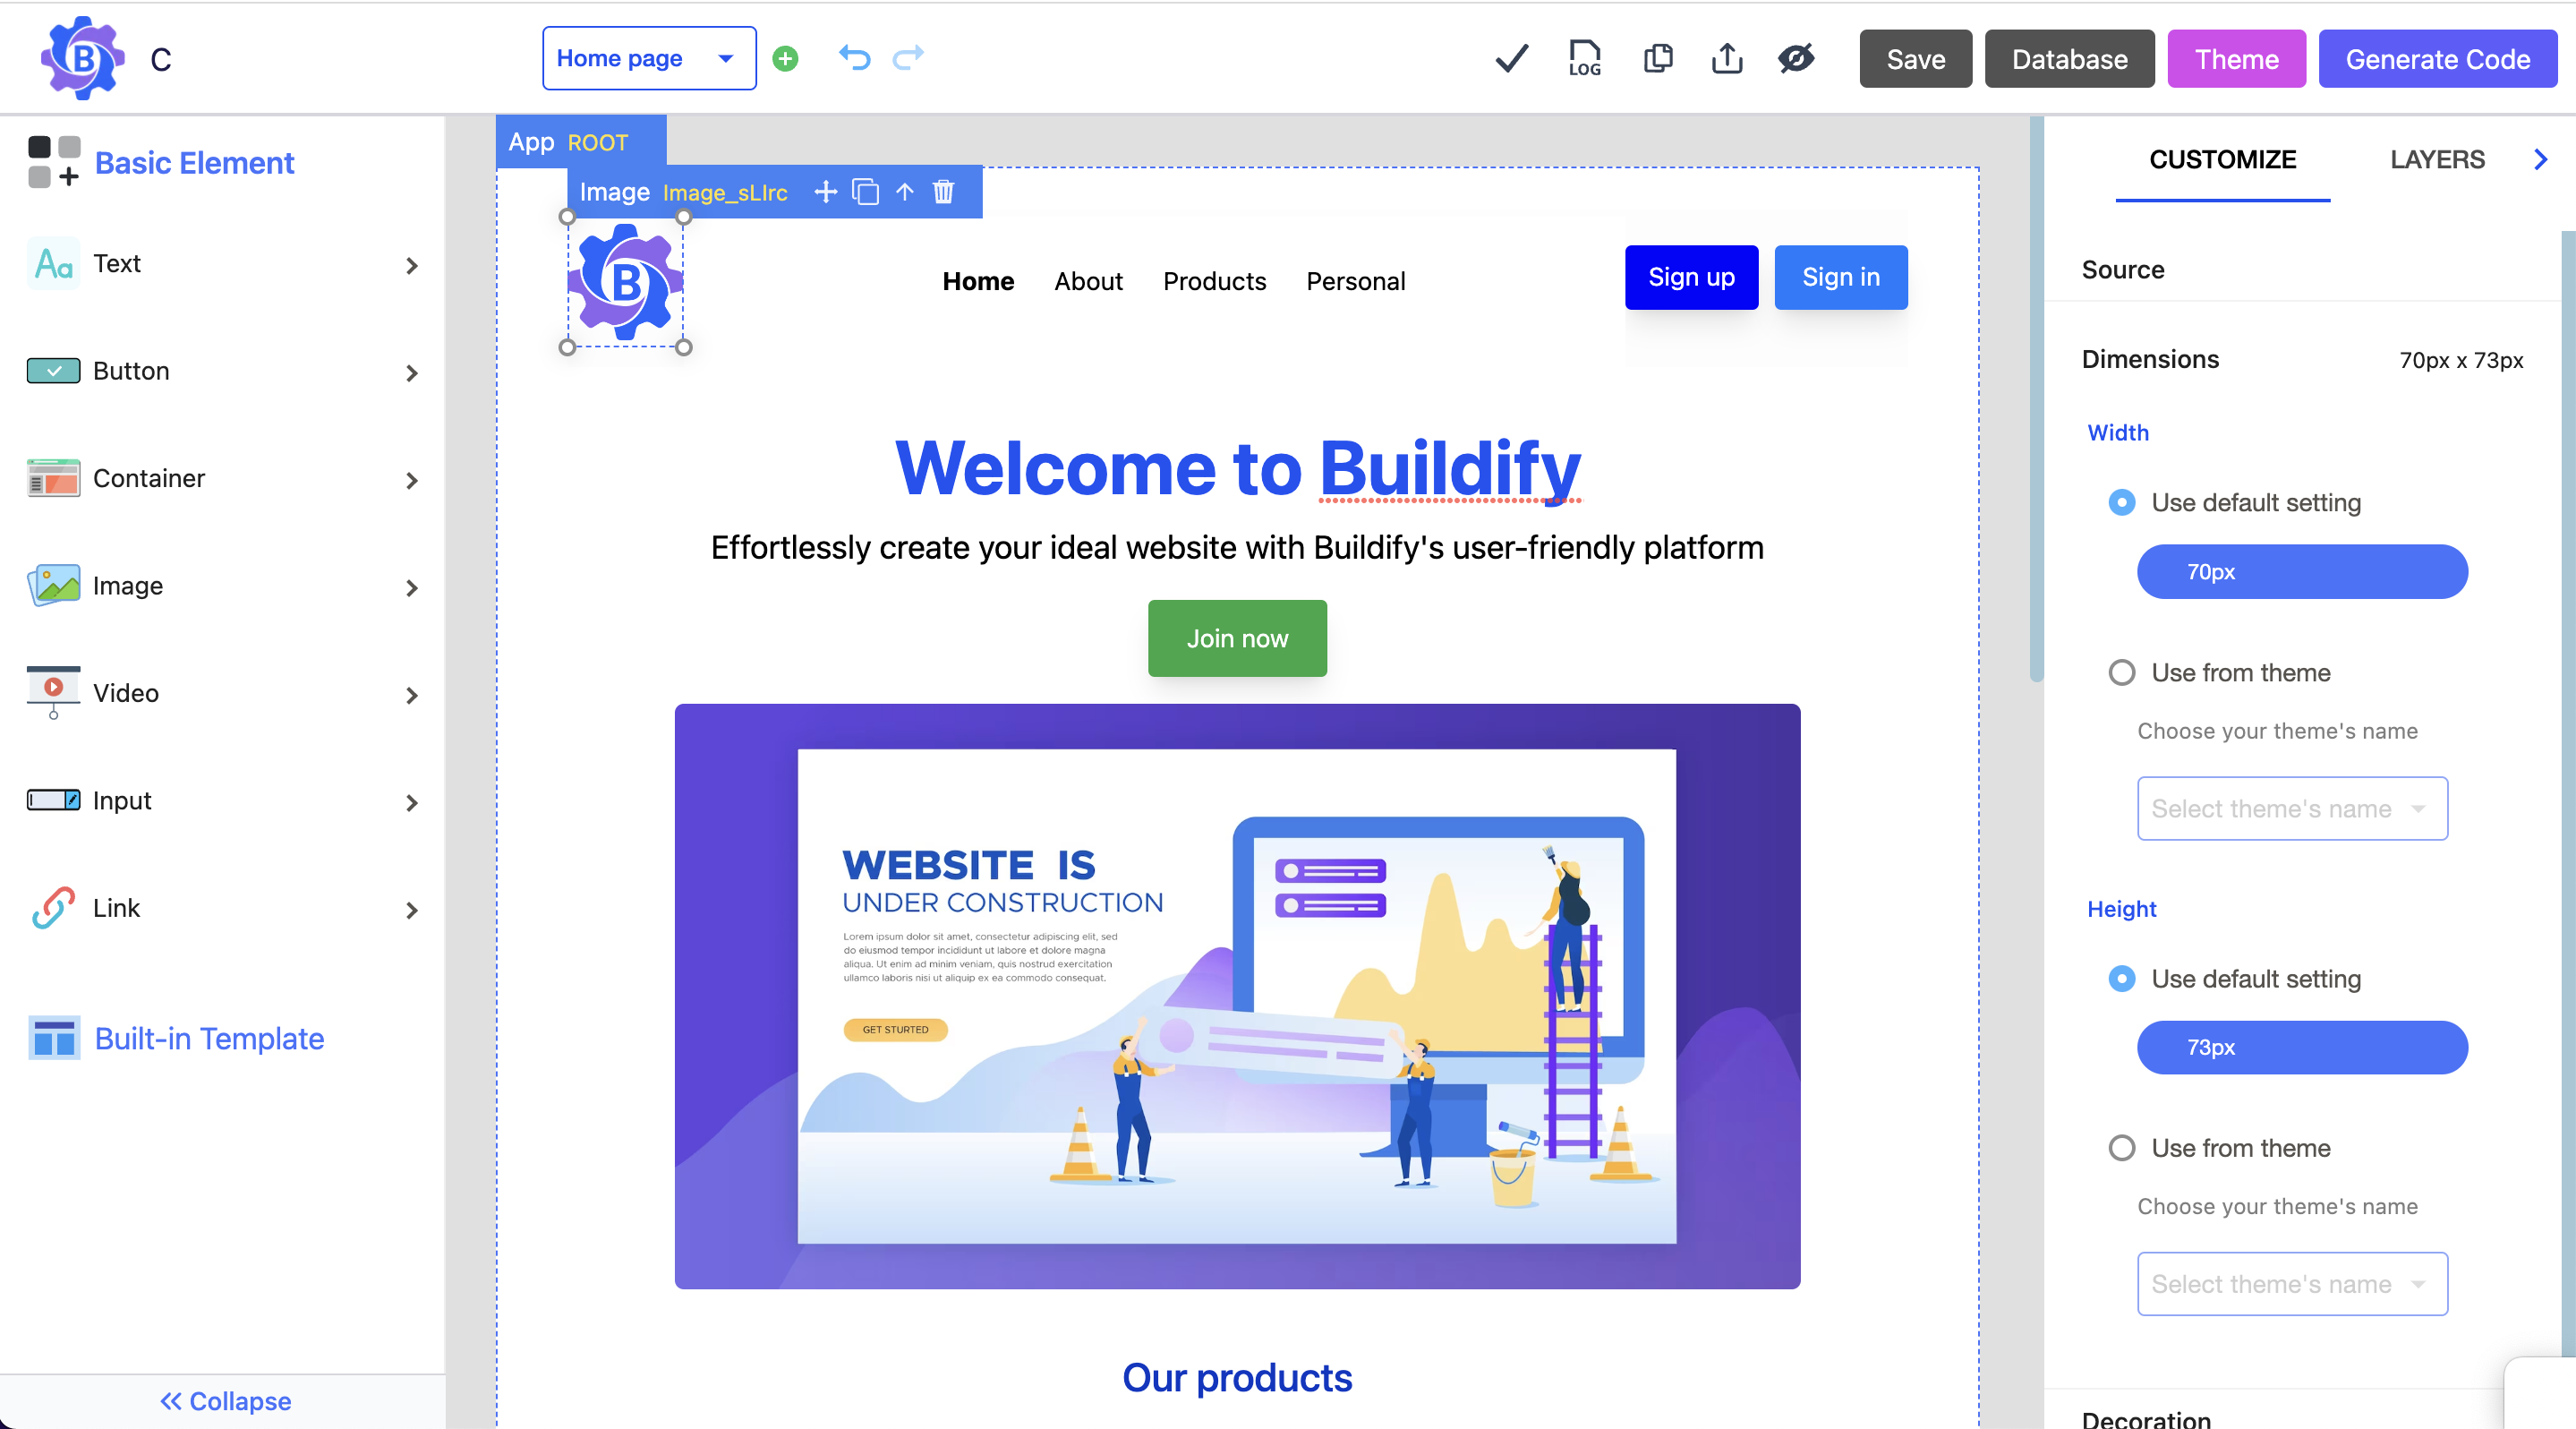 B
C
Home page
LOG
Save
Database
Theme
Generate Code
Basic Element
Aa
Text
Button
Container
Image
Video
Input
Link
Built-in Template
Collapse
App ROOT
Image Image_sLIrc
B
Home
About
Products
Personal
Sign up
Sign in
Welcome to Buildify
Effortlessly create your ideal website with Buildify's user-friendly platform
Join now
WEBSITE IS
UNDER CONSTRUCTION
Lorem ipsum dolor sit amet, consectetur adipiscing elit, sed
do eiusmod tempor incididunt ut labore et dolore magna
aliqua. Ut enim ad minim veniam, quis nostrud exercitation
ullamco laboris nisi ut aliquip ex ea commodo consequat.
GET STURTED
Our products
CUSTOMIZE
LAYERS
Source
Dimensions
70px x 73px
Width
Use default setting
70px
Use from theme
Choose your theme's name
Select theme's name
Height
Use default setting
73px
Use from theme
Choose your theme's name
Select theme's name
Decoration